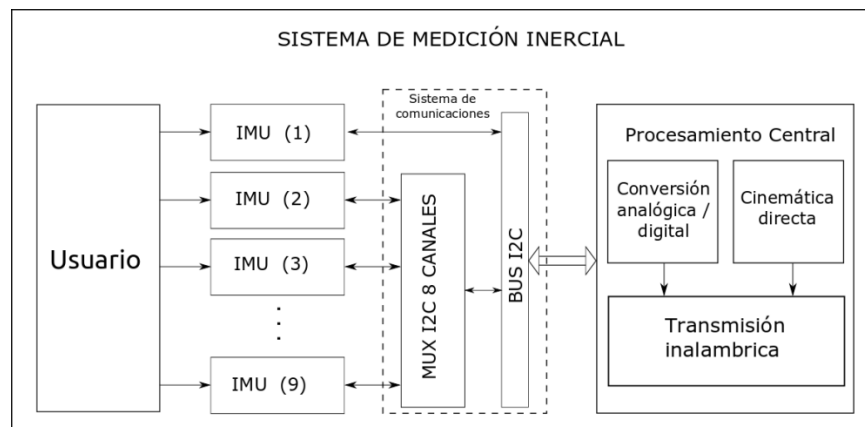 SISTEMA DE MEDICIÓN INERCIAL
Usuario
IMU (1)
IMU (2)
IMU (3)
IMU (9)
Sistema de
comunicaciones
MUX I2C 8 CANALES
BUS I2C
Procesamiento Central
Conversión
analógica /
digital
Cinemática
directa
Transmisión
inalambrica